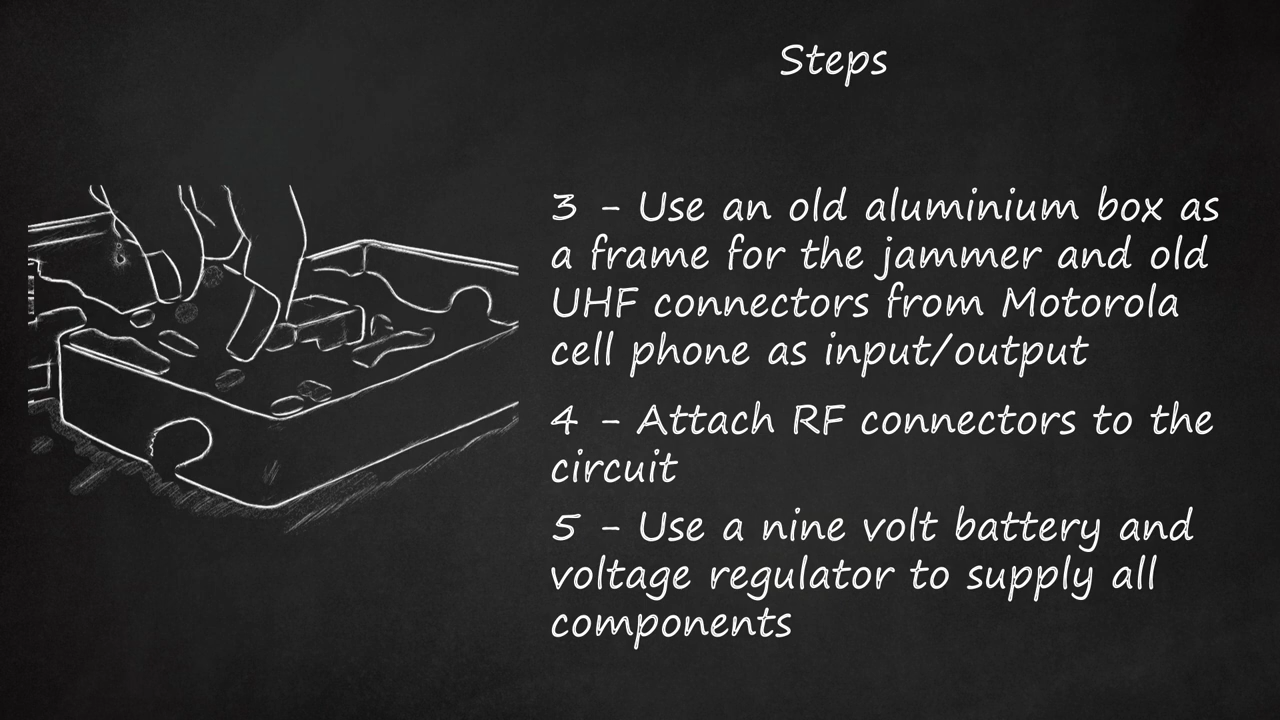 Steps
3 - Use an old aluminium box as
a frame for the jammer and old
UHF connectors from Motorola
cell phone as input/output
4 - Attach RF connectors to the
circuit
5 - Use a nine volt battery and
voltage regulator to supply all
components